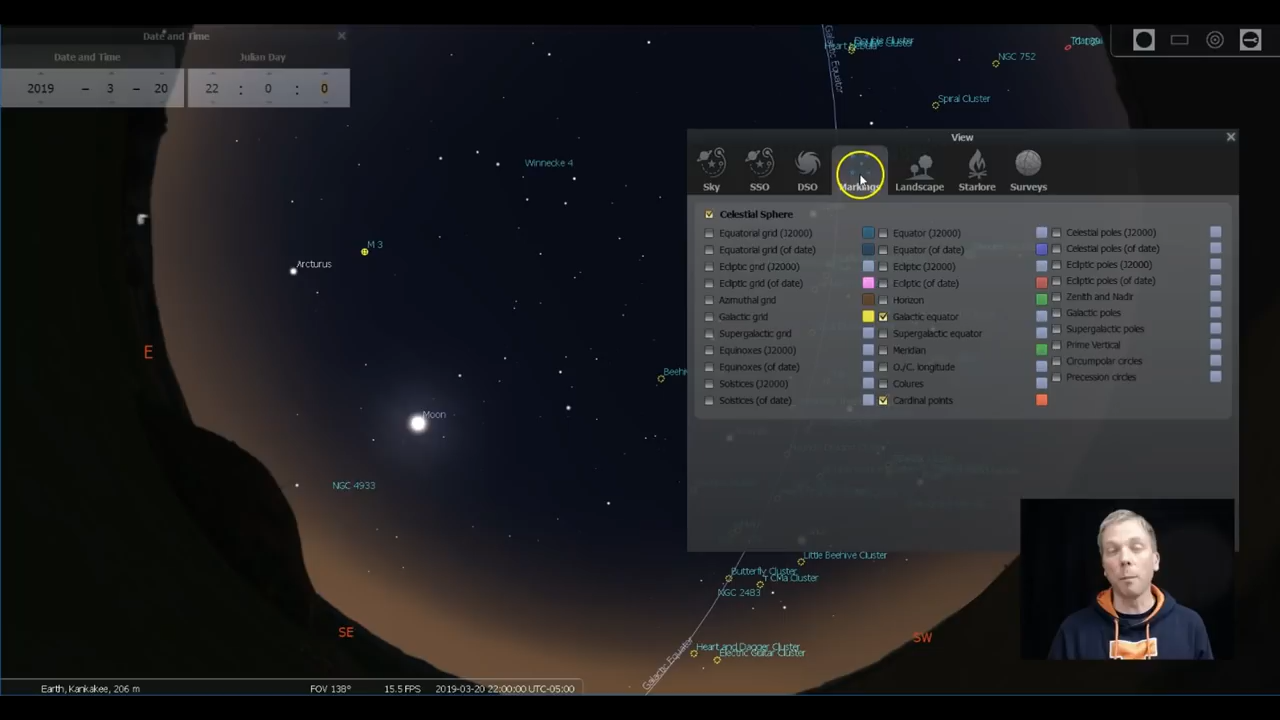 Date and Time
Date and Time
Julian Day
2019 - 3 - 20
22 : 0 : 0
Galactic Equator
Double Cluster
NGC 752
Spiral Cluster
Winnecke 4
M 3
Arcturus
E
Moon
NGC 4933
SE
View
Sky
SSO
DSO
Markings
Landscape
Starlore
Surveys
Celestial Sphere
Equatorial grid (J2000)
Equator (J2000)
Celestial poles (J2000)
Equatorial grid (of date)
Equator (of date)
Celestial poles (of date)
Ecliptic grid (J2000)
Ecliptic (J2000)
Ecliptic poles (J2000)
Ecliptic grid (of date)
Ecliptic (of date)
Ecliptic poles (of date)
Azimuthal grid
Horizon
Zenith and Nadir
Galactic grid
Galactic equator
Galactic poles
Supergalactic grid
Supergalactic equator
Supergalactic poles
Equinoxes (J2000)
Meridian
Prime Vertical
Equinoxes (of date)
O./C. longitude
Circumpolar circles
Solstices (J2000)
Colures
Precession circles
Solstices (of date)
Cardinal points
Beehi
Little Beehive Cluster
Butterfly Cluster
τ CMa Cluster
NGC 2483
SW
Heart and Dagger Cluster
Electric Guitar Cluster
Galactic Equator
Earth, Kankakee, 206 m
FOV 138°
15.5 FPS
2019-03-20 22:00:00 UTC-05:00